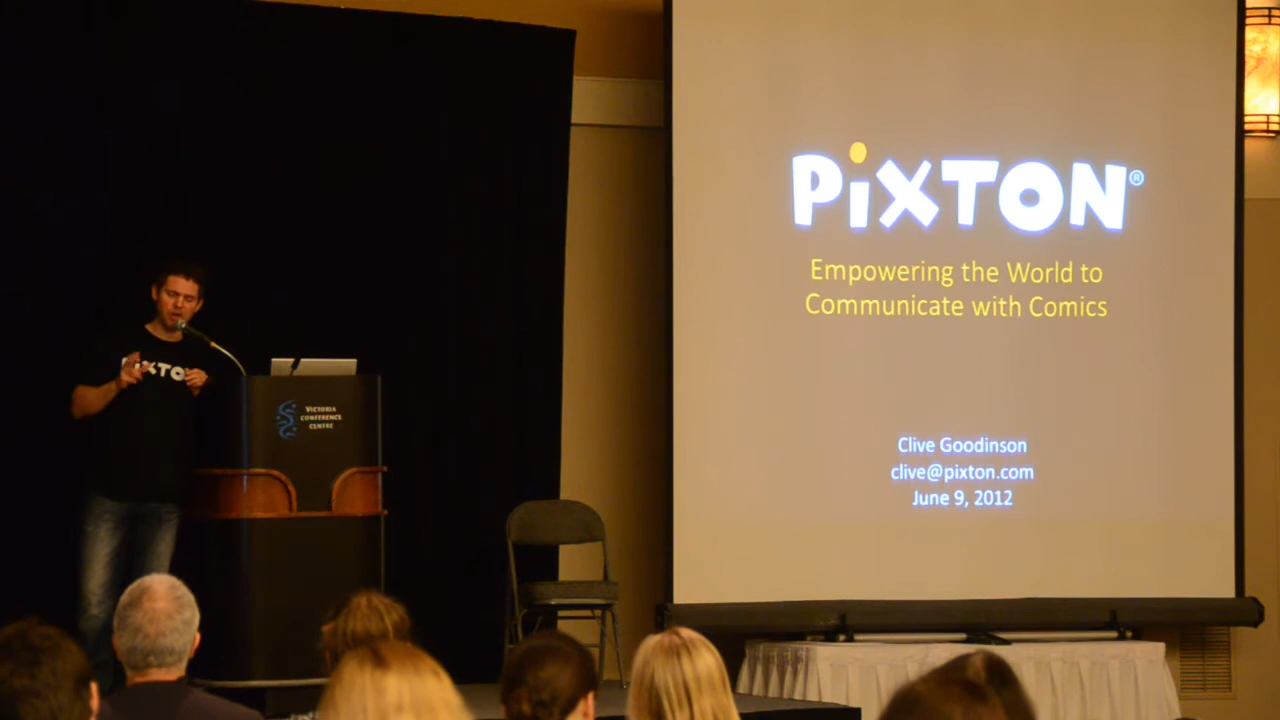 PiXTON®
Empowering the World to
Communicate with Comics
Clive Goodinson
clive@pixton.com
June 9, 2012
VICTORIA
CONFERENCE
CENTRE